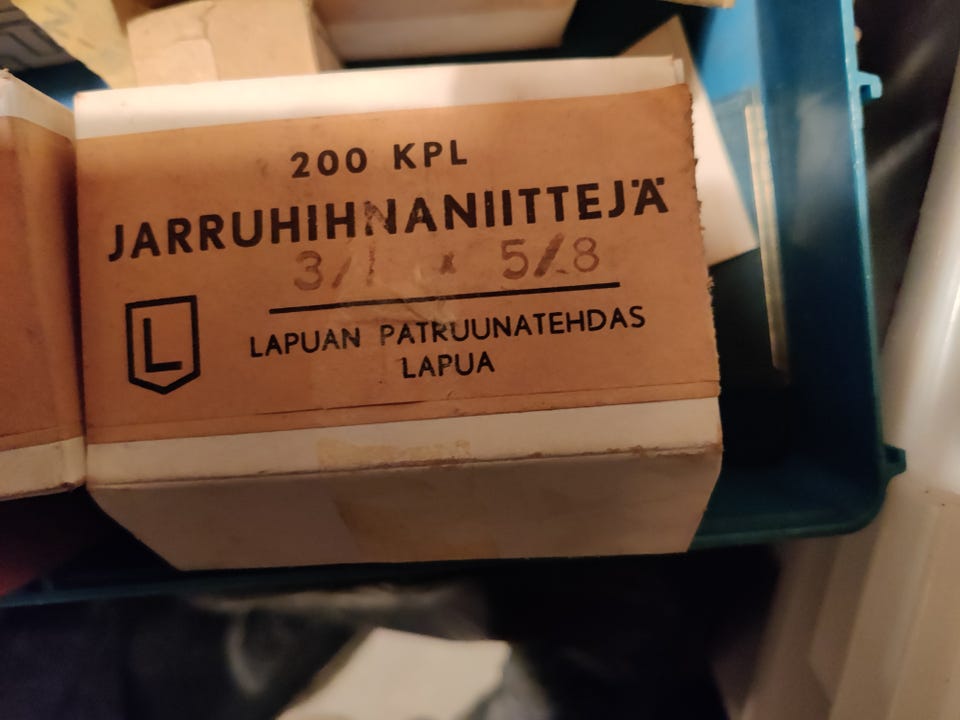 200 KPL
JARRUHIHNANIITTEJÄ
x 5/8
L
LAPUAN PATRUUNATEHDAS
LAPUA